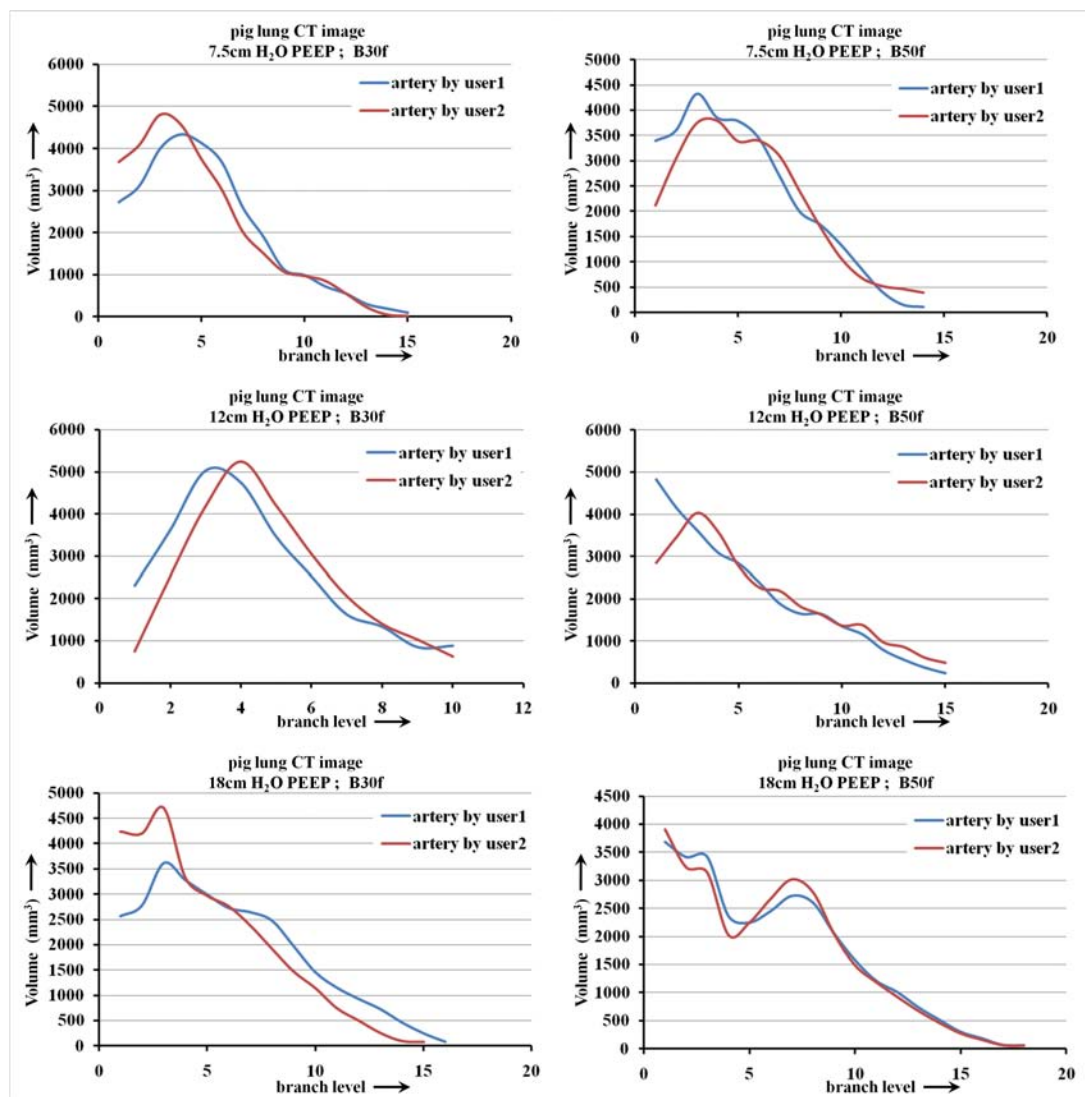 pig lung CT image
7.5cm H₂O PEEP ; B30f
artery by user1
artery by user2
Volume (mm³)
6000
5000
4000
3000
2000
1000
0
0 5 10 15 20
branch level
pig lung CT image
7.5cm H₂O PEEP ; B50f
artery by user1
artery by user2
Volume (mm³)
5000
4500
4000
3500
3000
2500
2000
1500
1000
500
0
0 5 10 15 20
branch level
pig lung CT image
12cm H₂O PEEP ; B30f
artery by user1
artery by user2
Volume (mm³)
6000
5000
4000
3000
2000
1000
0
0 2 4 6 8 10 12
branch level
pig lung CT image
12cm H₂O PEEP ; B50f
artery by user1
artery by user2
Volume (mm³)
6000
5000
4000
3000
2000
1000
0
0 5 10 15 20
branch level
pig lung CT image
18cm H₂O PEEP ; B30f
artery by user1
artery by user2
Volume (mm³)
5000
4500
4000
3500
3000
2500
2000
1500
1000
500
0
0 5 10 15 20
branch level
pig lung CT image
18cm H₂O PEEP ; B50f
artery by user1
artery by user2
Volume (mm³)
4500
4000
3500
3000
2500
2000
1500
1000
500
0
0 5 10 15 20
branch level